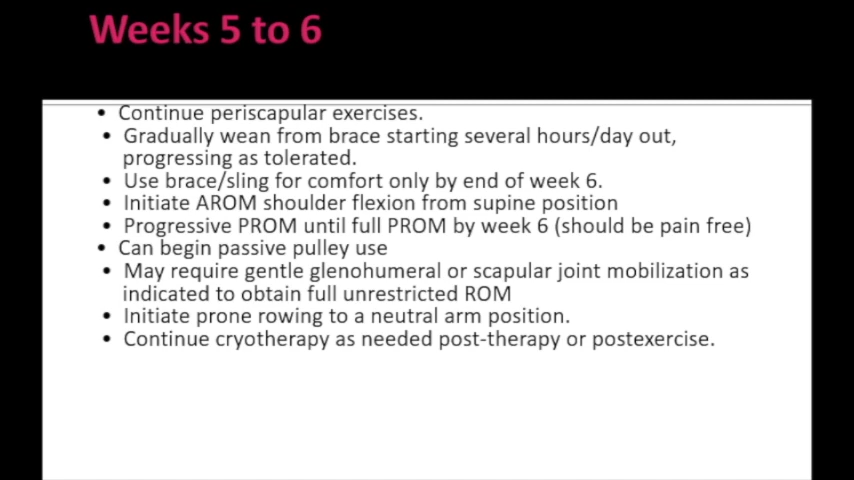 Weeks 5 to 6
• Continue periscapular exercises.
• Gradually wean from brace starting several hours/day out,
progressing as tolerated.
• Use brace/sling for comfort only by end of week 6.
• Initiate AROM shoulder flexion from supine position
• Progressive PROM until full PROM by week 6 (should be pain free)
• Can begin passive pulley use
• May require gentle glenohumeral or scapular joint mobilization as
indicated to obtain full unrestricted ROM
• Initiate prone rowing to a neutral arm position.
• Continue cryotherapy as needed post-therapy or postexercise.